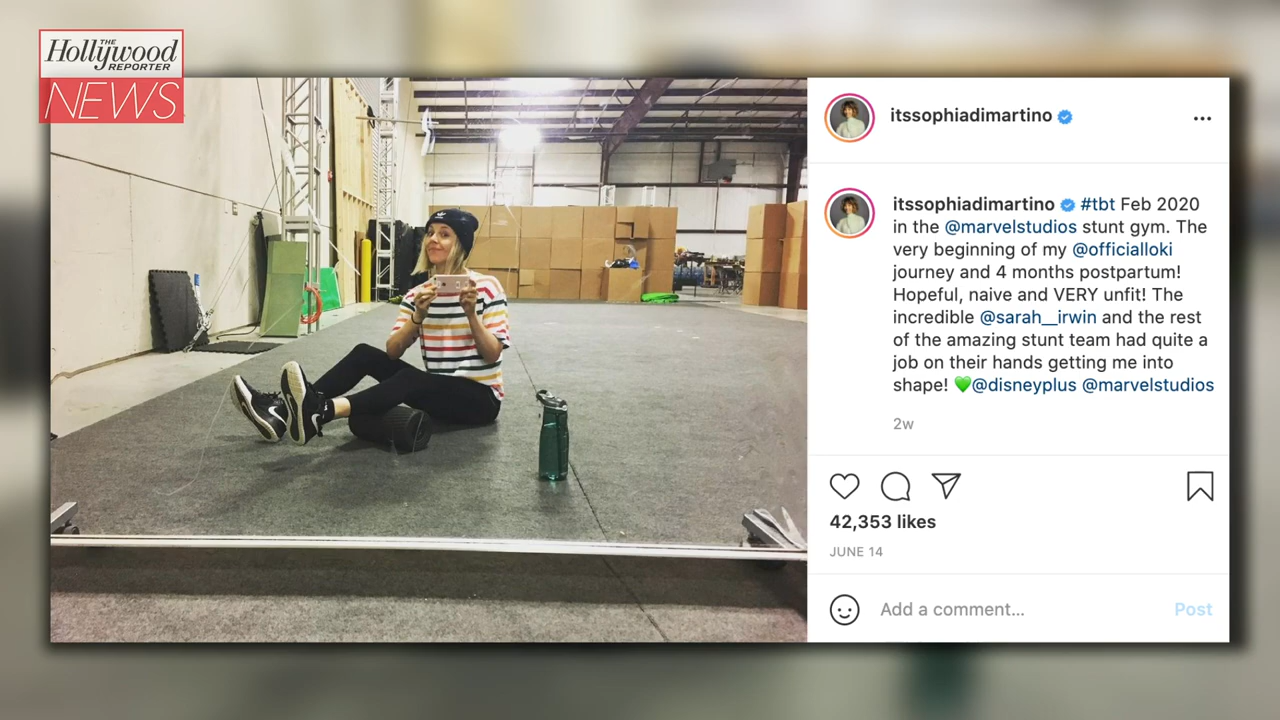 THE
Hollywood
REPORTER
NEWS
itssophiadimartino
itssophiadimartino #tbt Feb 2020
in the @marvelstudios stunt gym. The
very beginning of my @officialloki
journey and 4 months postpartum!
Hopeful, naive and VERY unfit! The
incredible @sarah__irwin and the rest
of the amazing stunt team had quite a
job on their hands getting me into
shape! 💚@disneyplus @marvelstudios
2w
42,353 likes
JUNE 14
Add a comment... Post